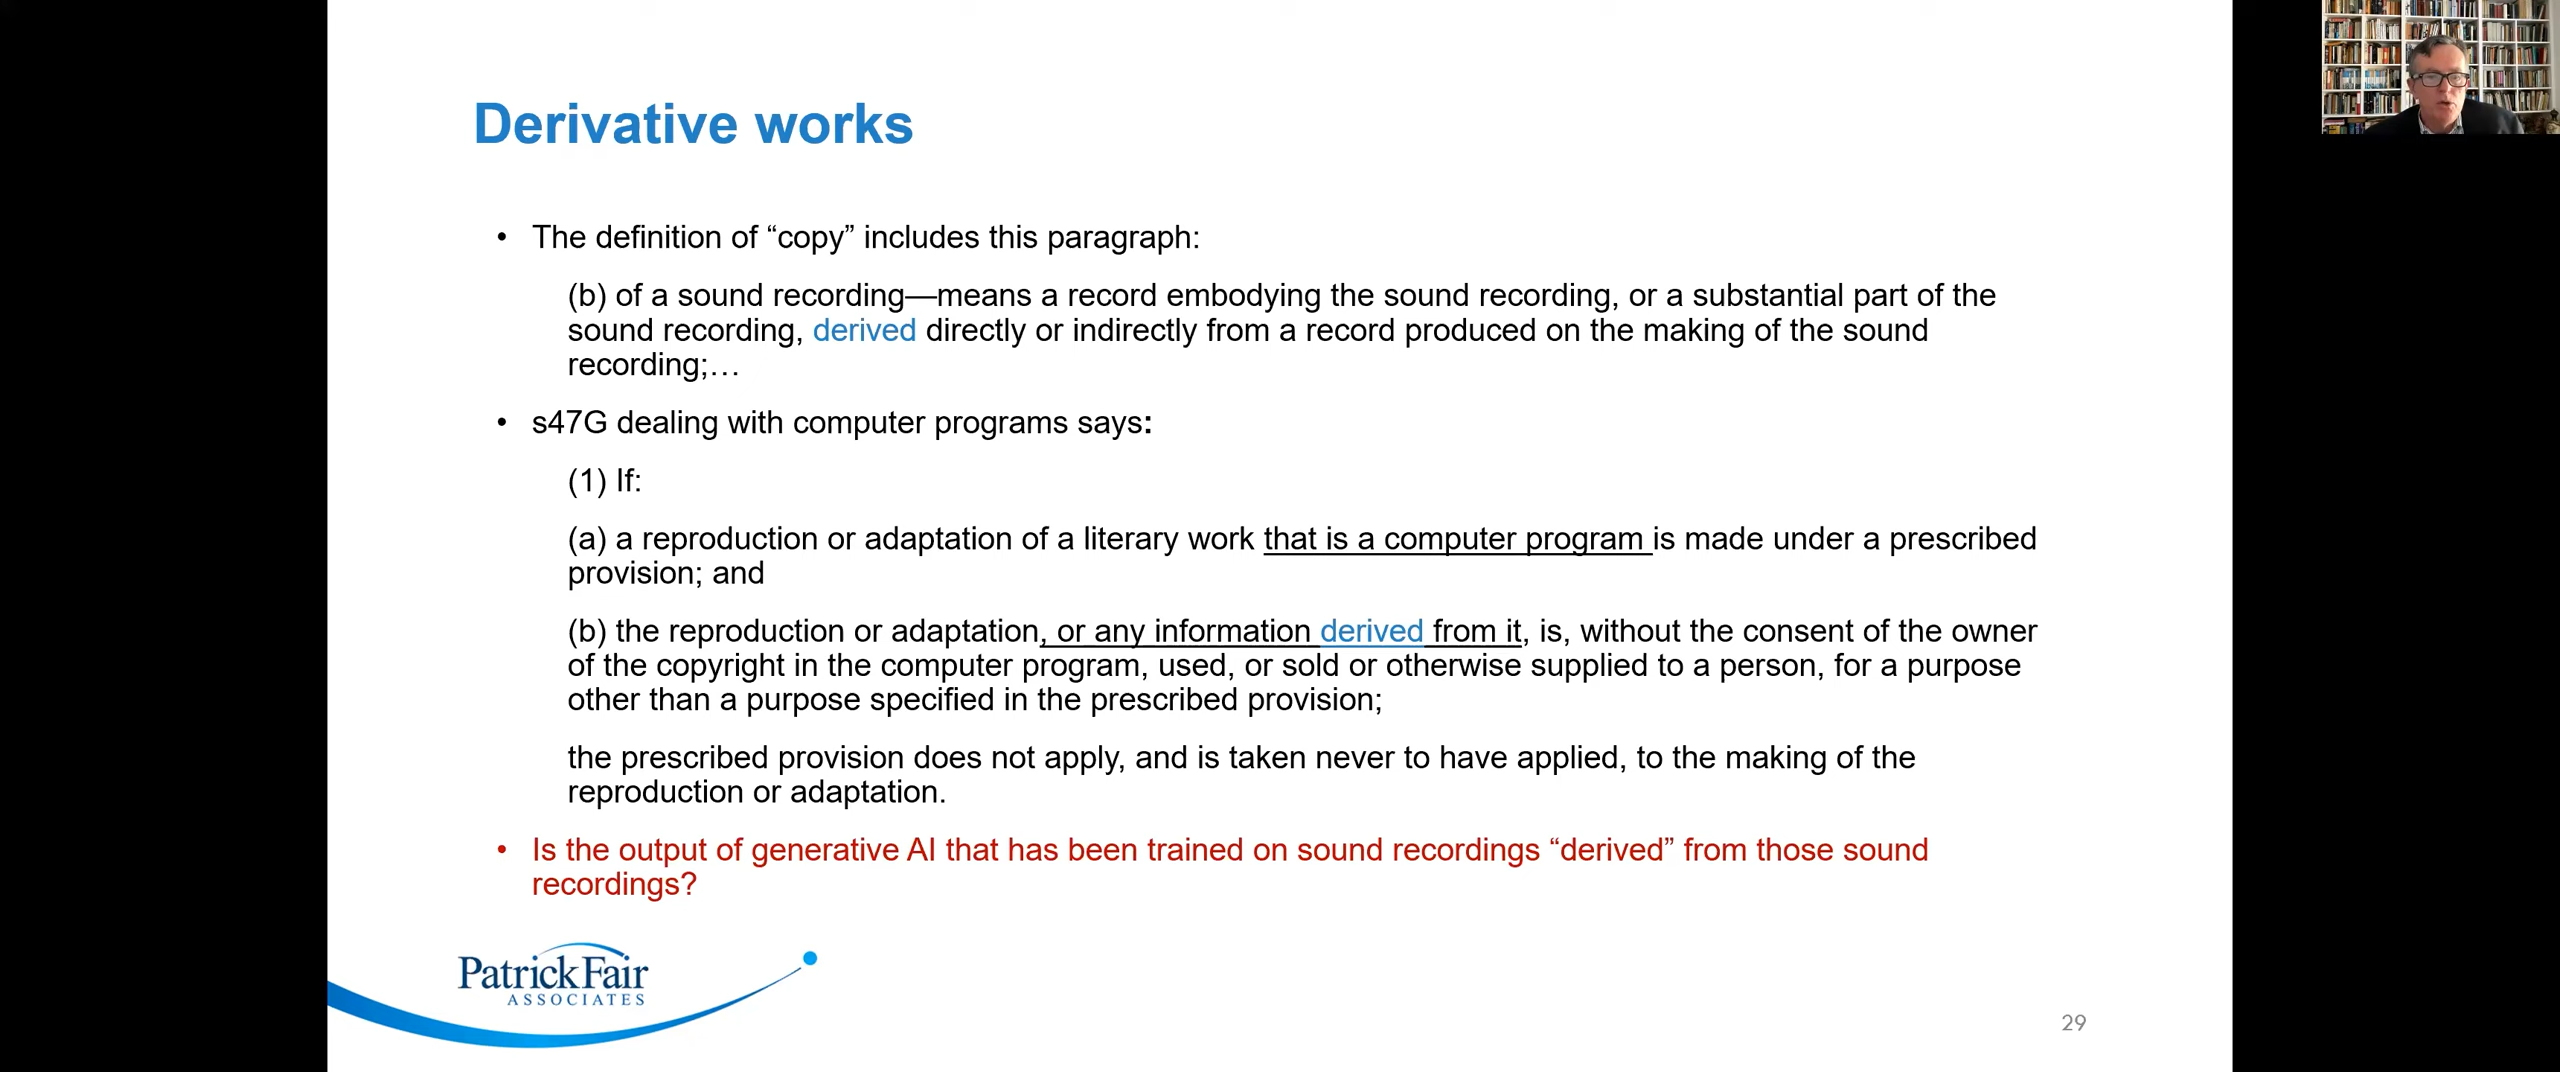 Derivative works
• The definition of “copy” includes this paragraph:
(b) of a sound recording—means a record embodying the sound recording, or a substantial part of the
sound recording, derived directly or indirectly from a record produced on the making of the sound
recording;…
• s47G dealing with computer programs says:
(1) If:
(a) a reproduction or adaptation of a literary work that is a computer program is made under a prescribed
provision; and
(b) the reproduction or adaptation, or any information derived from it, is, without the consent of the owner
of the copyright in the computer program, used, or sold or otherwise supplied to a person, for a purpose
other than a purpose specified in the prescribed provision;
the prescribed provision does not apply, and is taken never to have applied, to the making of the
reproduction or adaptation.
• Is the output of generative AI that has been trained on sound recordings “derived” from those sound
recordings?
PatrickFair
ASSOCIATES
29